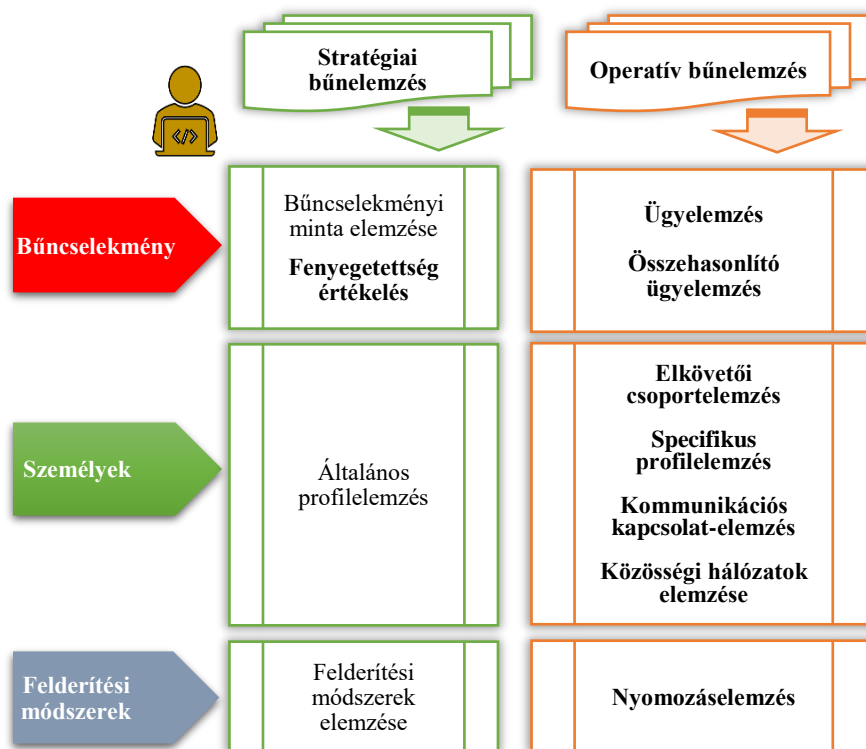 Stratégiai
bűnelemzés
Operatív bűnelemzés
</>
Bűncselekmény
Bűncselekményi
minta elemzése
Fenyegetettség
értékelés
Ügyelemzés
Összehasonlító
ügyelemzés
Személyek
Általános
profilelemzés
Elkövetői
csoportelemzés
Specifikus
profilelemzés
Kommunikációs
kapcsolat-elemzés
Közösségi hálózatok
elemzése
Felderítési
módszerek
Felderítési
módszerek
elemzése
Nyomozáselemzés